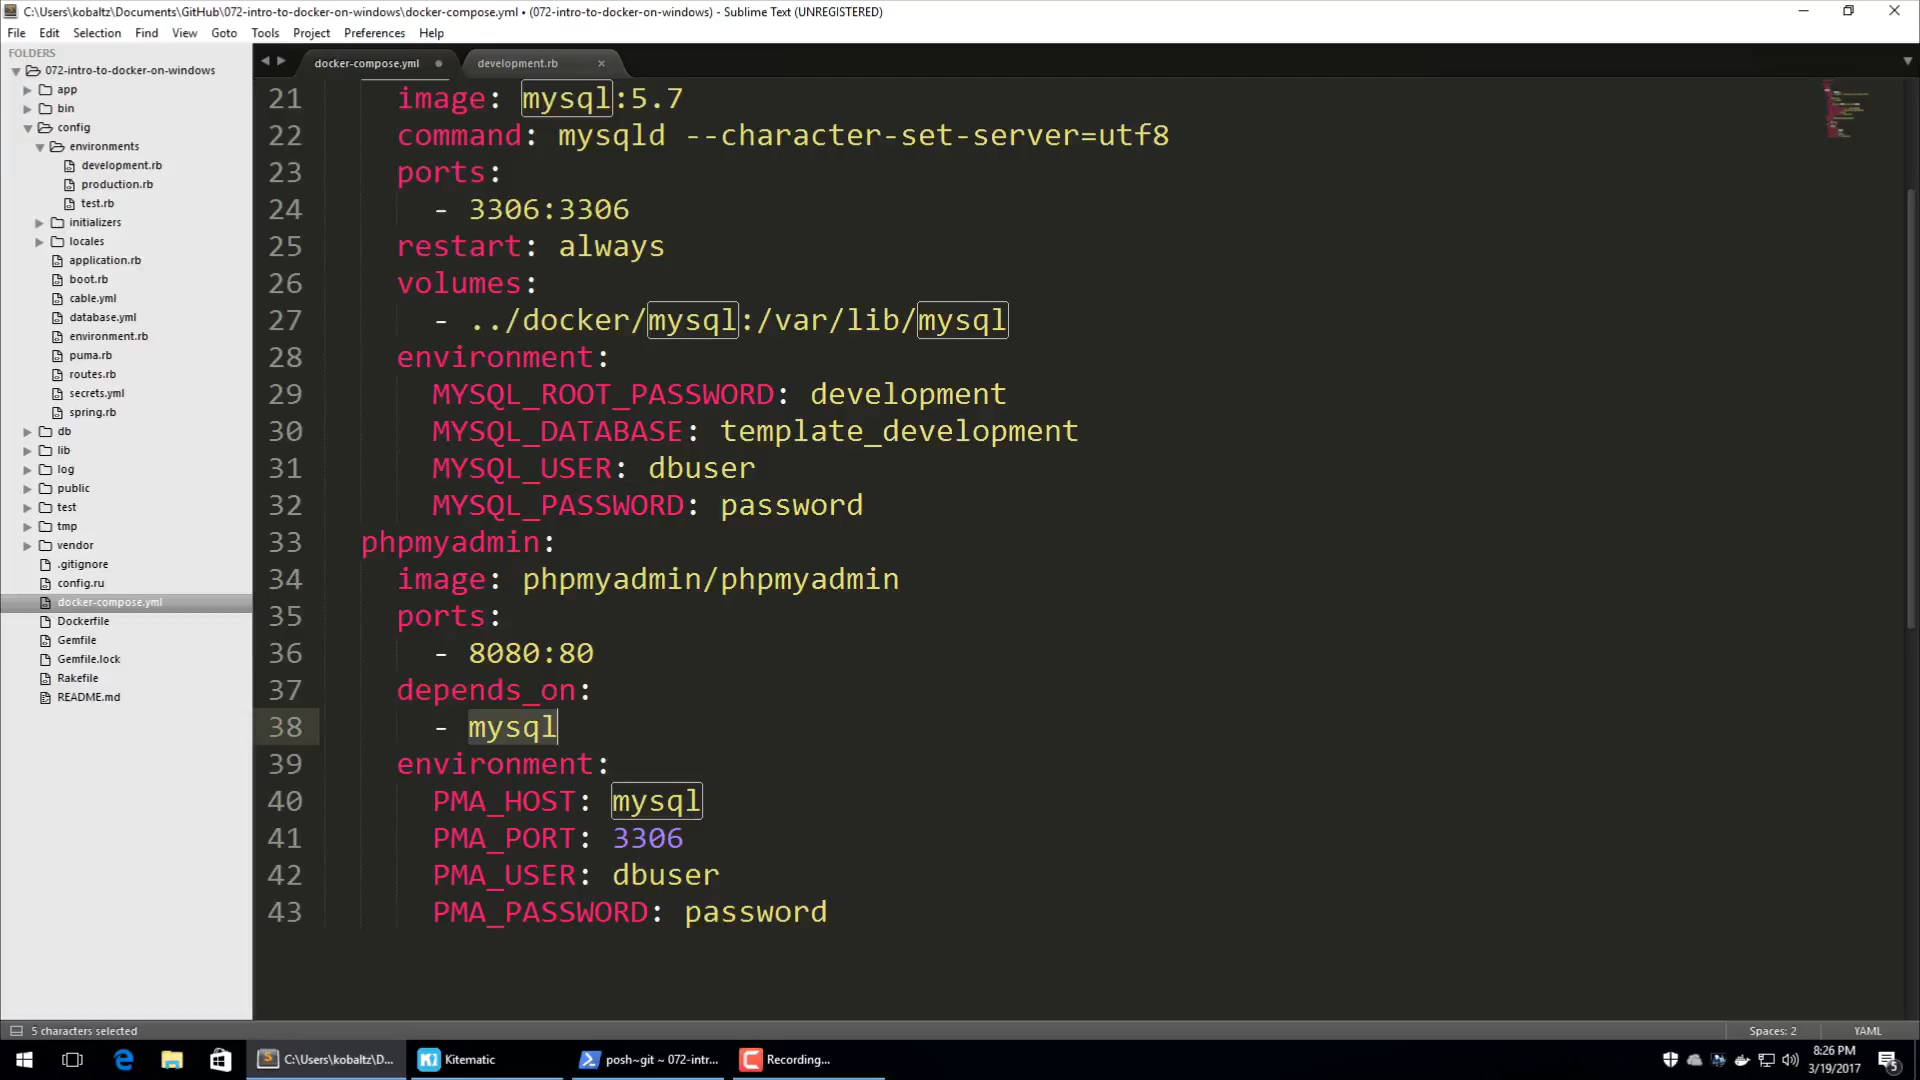 C:\Users\kobaltz\Documents\GitHub\072-intro-to-docker-on-windows\docker-compose.yml • (072-intro-to-docker-on-windows) - Sublime Text (UNREGISTERED)
File Edit Selection Find View Goto Tools Project Preferences Help
FOLDERS
072-intro-to-docker-on-windows
app
bin
config
environments
development.rb
production.rb
test.rb
initializers
locales
application.rb
boot.rb
cable.yml
database.yml
environment.rb
puma.rb
routes.rb
secrets.yml
spring.rb
db
lib
log
public
test
tmp
vendor
.gitignore
config.ru
docker-compose.yml
Dockerfile
Gemfile
Gemfile.lock
Rakefile
README.md
docker-compose.yml
development.rb
21 image: mysql:5.7
22 command: mysqld --character-set-server=utf8
23 ports:
24 - 3306:3306
25 restart: always
26 volumes:
27 - ../docker/mysql:/var/lib/mysql
28 environment:
29 MYSQL_ROOT_PASSWORD: development
30 MYSQL_DATABASE: template_development
31 MYSQL_USER: dbuser
32 MYSQL_PASSWORD: password
33 phpmyadmin:
34 image: phpmyadmin/phpmyadmin
35 ports:
36 - 8080:80
37 depends_on:
38 - mysql
39 environment:
40 PMA_HOST: mysql
41 PMA_PORT: 3306
42 PMA_USER: dbuser
43 PMA_PASSWORD: password
5 characters selected
Spaces: 2
YAML
C:\Users\kobaltz\D...
Kitematic
posh~git ~ 072-intr...
Recording...
8:26 PM
3/19/2017
5